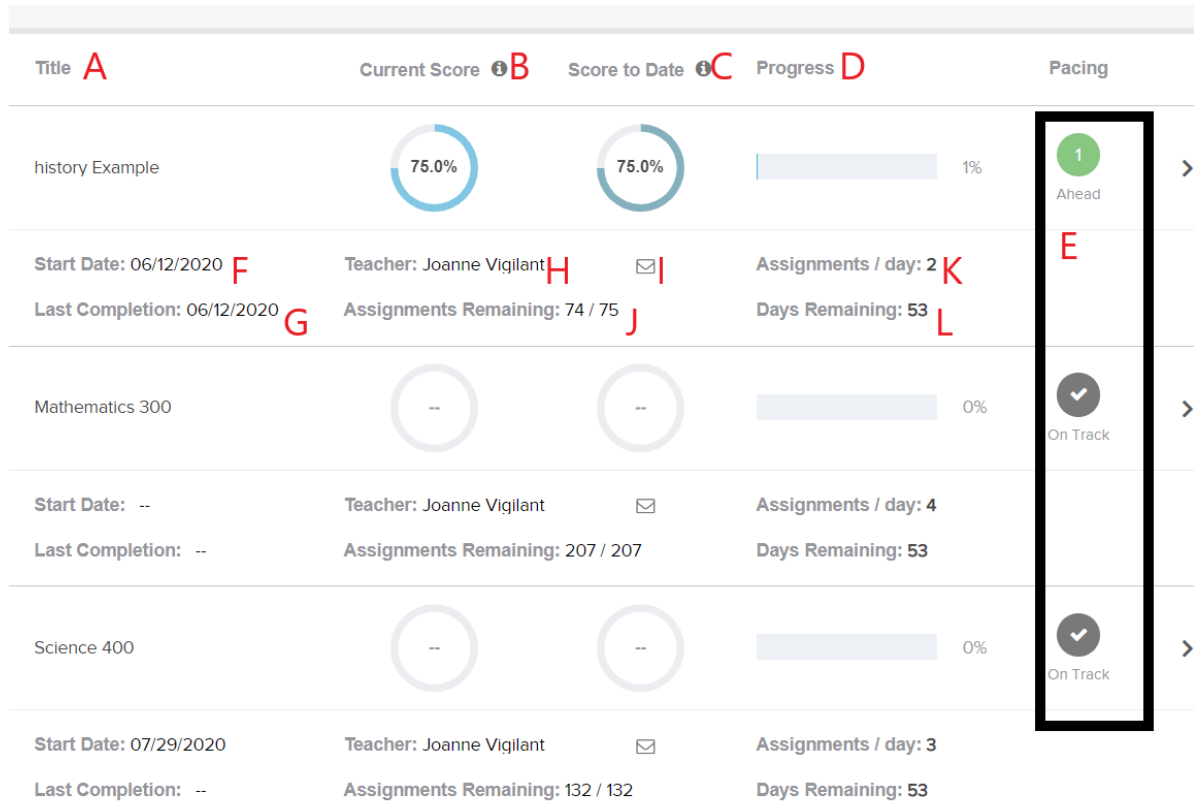 Title A Current Score B Score to Date C Progress D Pacing
history Example 75.0% 75.0% 1% 1
Ahead
E
Start Date: 06/12/2020 F Teacher: Joanne Vigilant H I Assignments / day: 2 K
Last Completion: 06/12/2020 G Assignments Remaining: 74 / 75 J Days Remaining: 53 L
Mathematics 300 -- -- 0%
On Track
Start Date: -- Teacher: Joanne Vigilant Assignments / day: 4
Last Completion: -- Assignments Remaining: 207 / 207 Days Remaining: 53
Science 400 -- -- 0%
On Track
Start Date: 07/29/2020 Teacher: Joanne Vigilant Assignments / day: 3
Last Completion: -- Assignments Remaining: 132 / 132 Days Remaining: 53